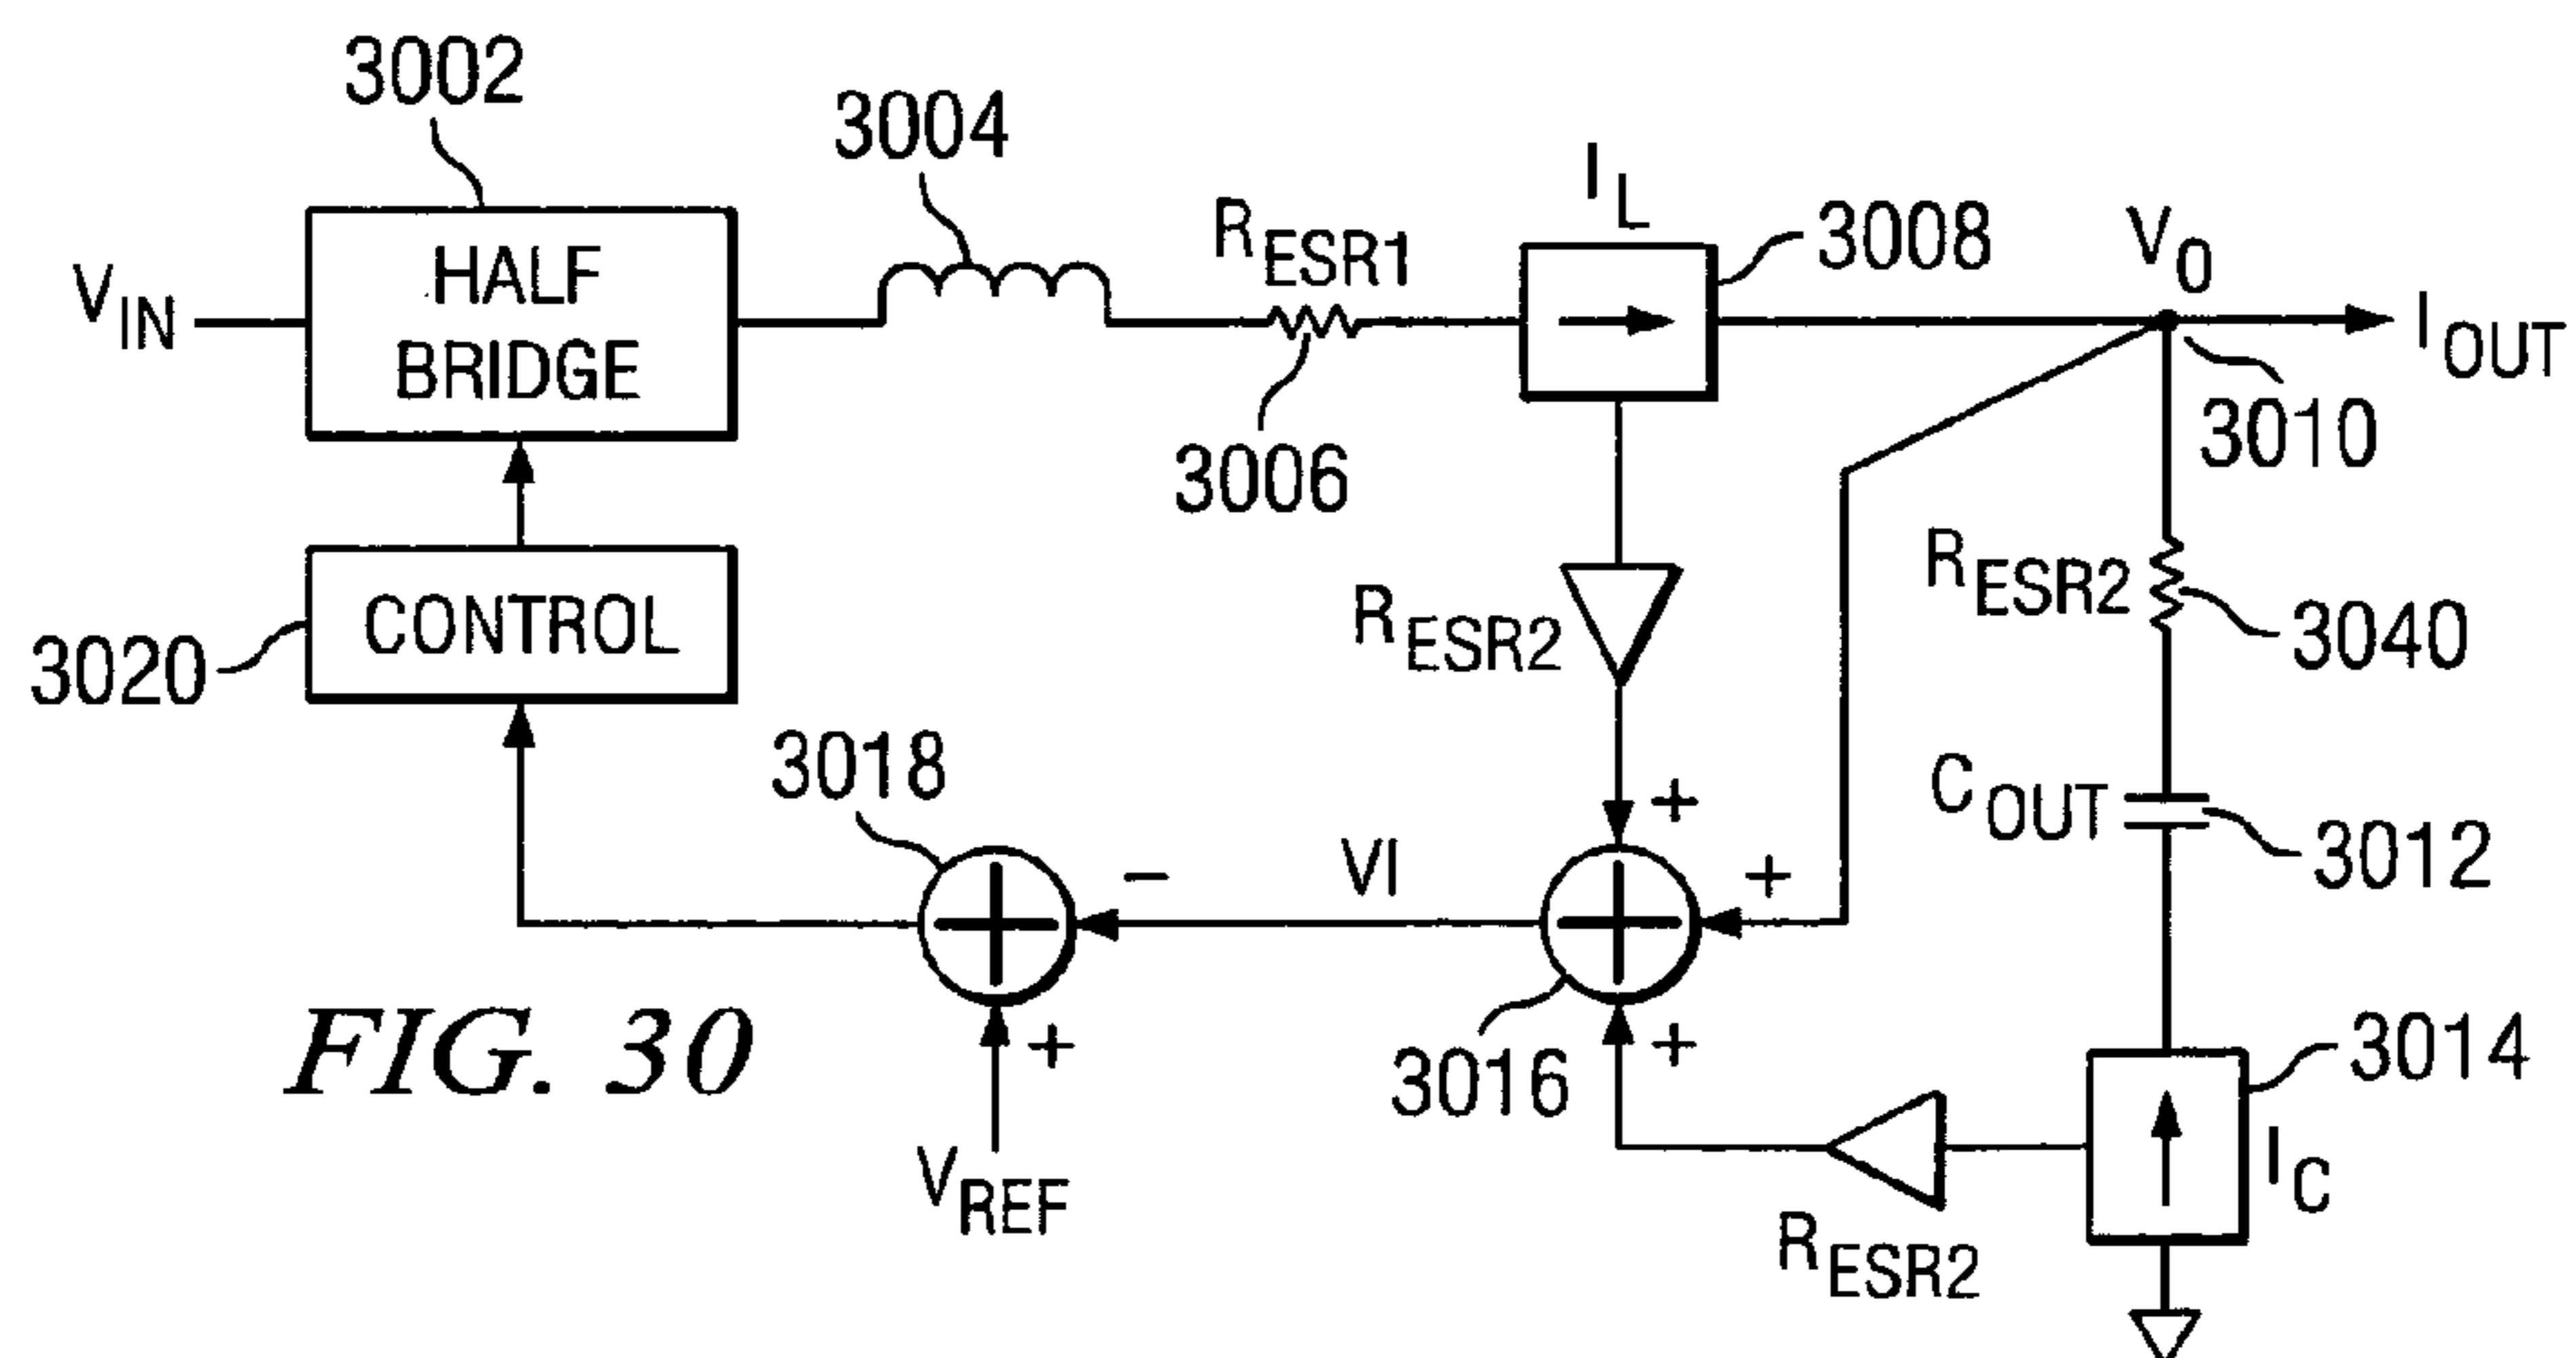 3002
3004
I_L
R_ESR1
3008
V_O
V_IN
HALF
BRIDGE
I_OUT
3006
3010
R_ESR2
R_ESR2
3040
CONTROL
3020
3018
C_OUT
+
3012
−
VI
+
FIG. 30
+
3016
+
3014
I_C
V_REF
R_ESR2